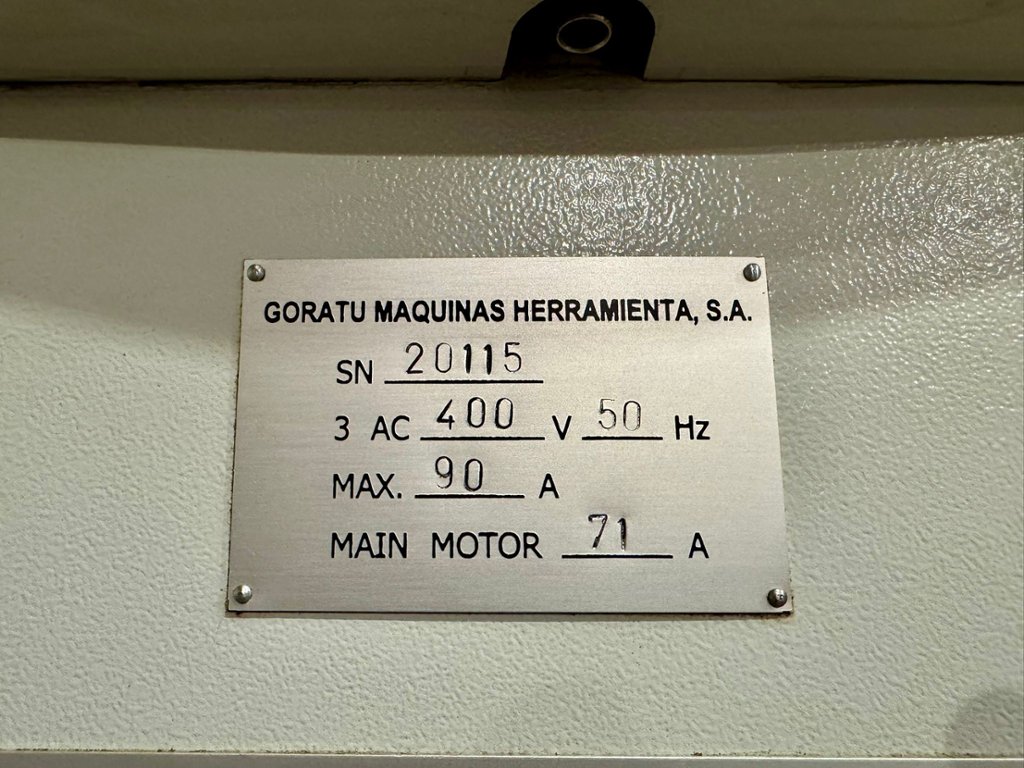 GORATU MAQUINAS HERRAMIENTA, S.A.
SN 20115
3 AC 400 V 50 Hz
MAX. 90 A
MAIN MOTOR 71 A